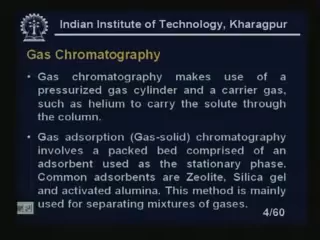 Indian Institute of Technology, Kharagpur
Gas Chromatography
• Gas chromatography makes use of a
pressurized gas cylinder and a carrier gas,
such as helium to carry the solute through
the column.
• Gas adsorption (Gas-solid) chromatography
involves a packed bed comprised of an
adsorbent used as the stationary phase.
Common adsorbents are Zeolite, Silica gel
and activated alumina. This method is mainly
used for separating mixtures of gases.
4/60